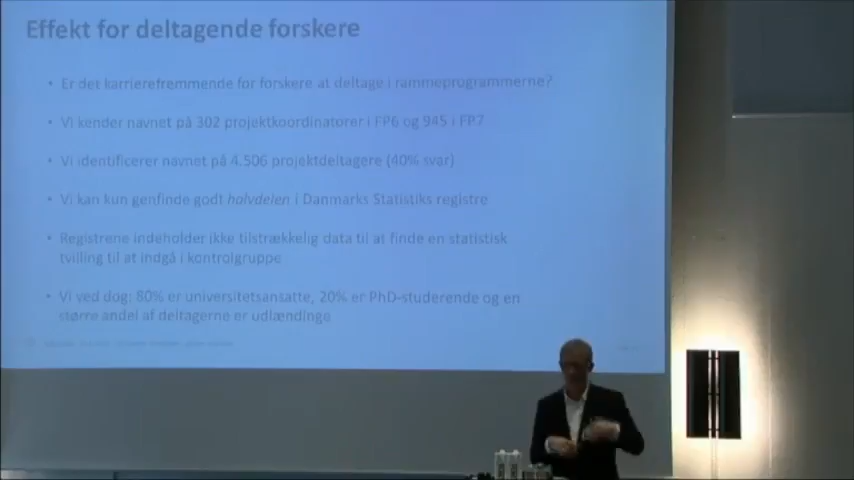 Effekt for deltagende forskere
• Er det karrierefremmende for forskere at deltage i rammeprogrammerne?
• Vi kender navnet på 302 projektkoordinatorer i FP6 og 945 i FP7
• Vi identificerer navnet på 4.506 projektdeltagere (40% svar)
• Vi kan kun genfinde godt halvdelen i Danmarks Statistiks registre
• Registrene indeholder ikke tilstrækkelig data til at finde en statistisk
tvilling til at indgå i kontrolgruppe
• Vi ved dog: 80% er universitetsansatte, 20% er PhD-studerende og en
større andel af deltagerne er udlændinge